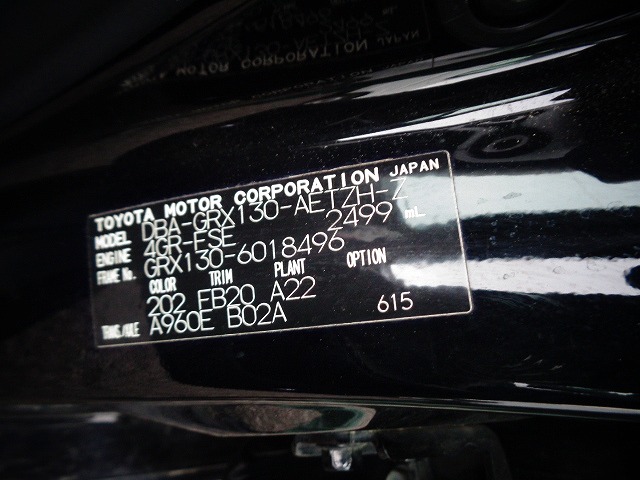 TOYOTA MOTOR CORPORATION JAPAN
MODEL DBA-GRX130-AETZH-Z
ENGINE 4GR-FSE 2499 mL
FRAME No. GRX130-6018496
COLOR TRIM PLANT OPTION
202 FB20 A22
TRANS/AXLE A960E B02A 615